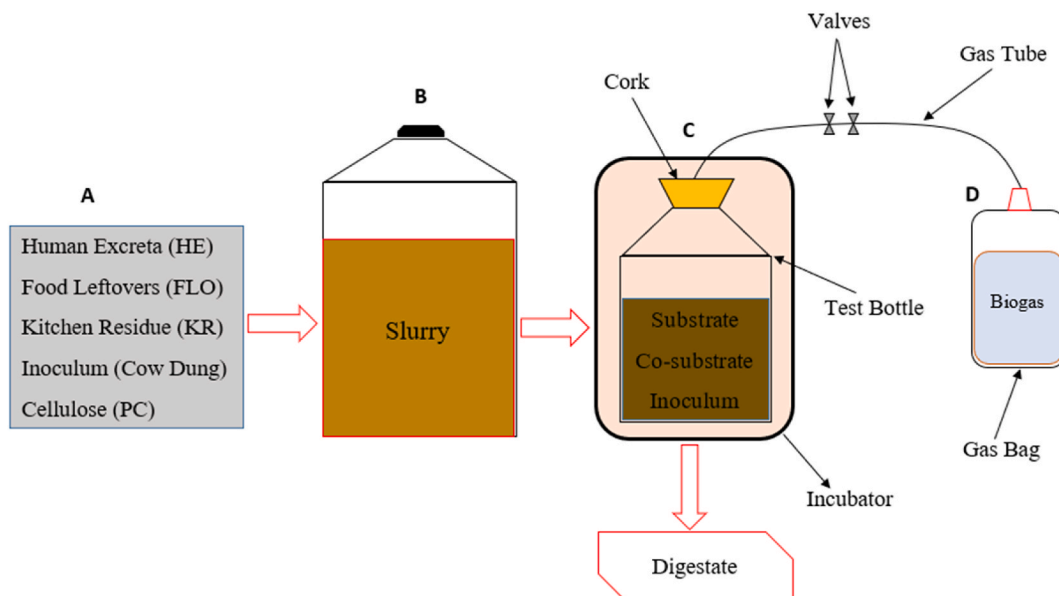 Valves
Gas Tube
Cork
B
C
A
D
Human Excreta (HE)
Food Leftovers (FLO)
Kitchen Residue (KR)
Inoculum (Cow Dung)
Cellulose (PC)
Slurry
Substrate
Co-substrate
Inoculum
Test Bottle
Biogas
Gas Bag
Incubator
Digestate